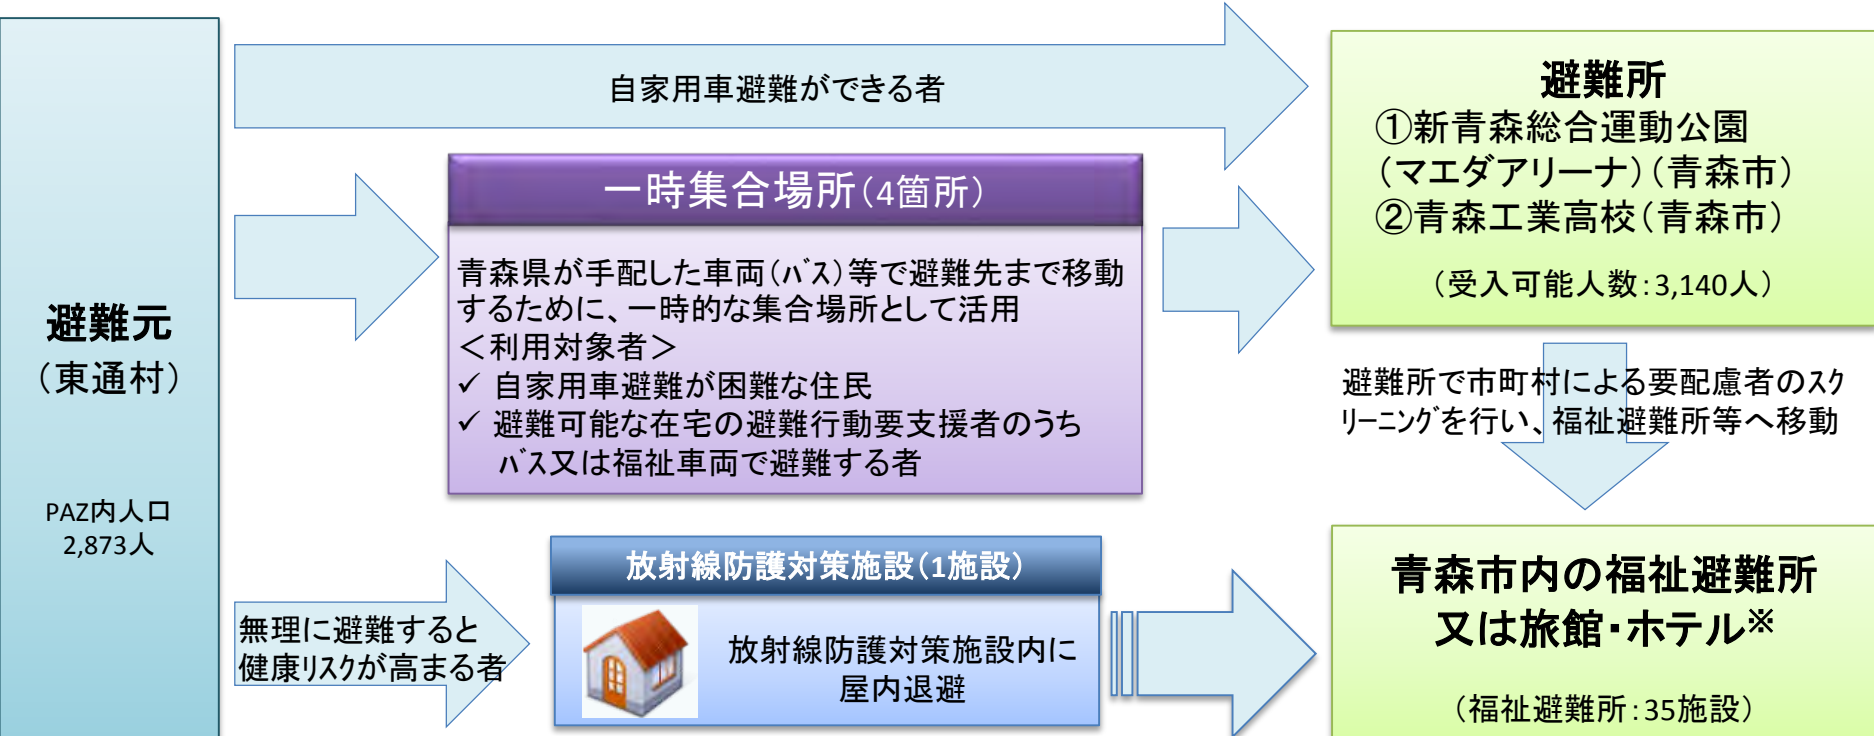 避難元
（東通村）
PAZ内人口
2,873人
自家用車避難ができる者
一時集合場所（4箇所）
青森県が手配した車両（バス）等で避難先まで移動
するために、一時的な集合場所として活用
＜利用対象者＞
✓ 自家用車避難が困難な住民
✓ 避難可能な在宅の避難行動要支援者のうち
バス又は福祉車両で避難する者
無理に避難すると
健康リスクが高まる者
放射線防護対策施設（1施設）
放射線防護対策施設内に
屋内退避
避難所
①新青森総合運動公園
（マエダアリーナ）（青森市）
②青森工業高校（青森市）
（受入可能人数：3,140人）
避難所で市町村による要配慮者のスク
リーニングを行い、福祉避難所等へ移動
青森市内の福祉避難所
又は旅館・ホテル※
（福祉避難所：35施設）